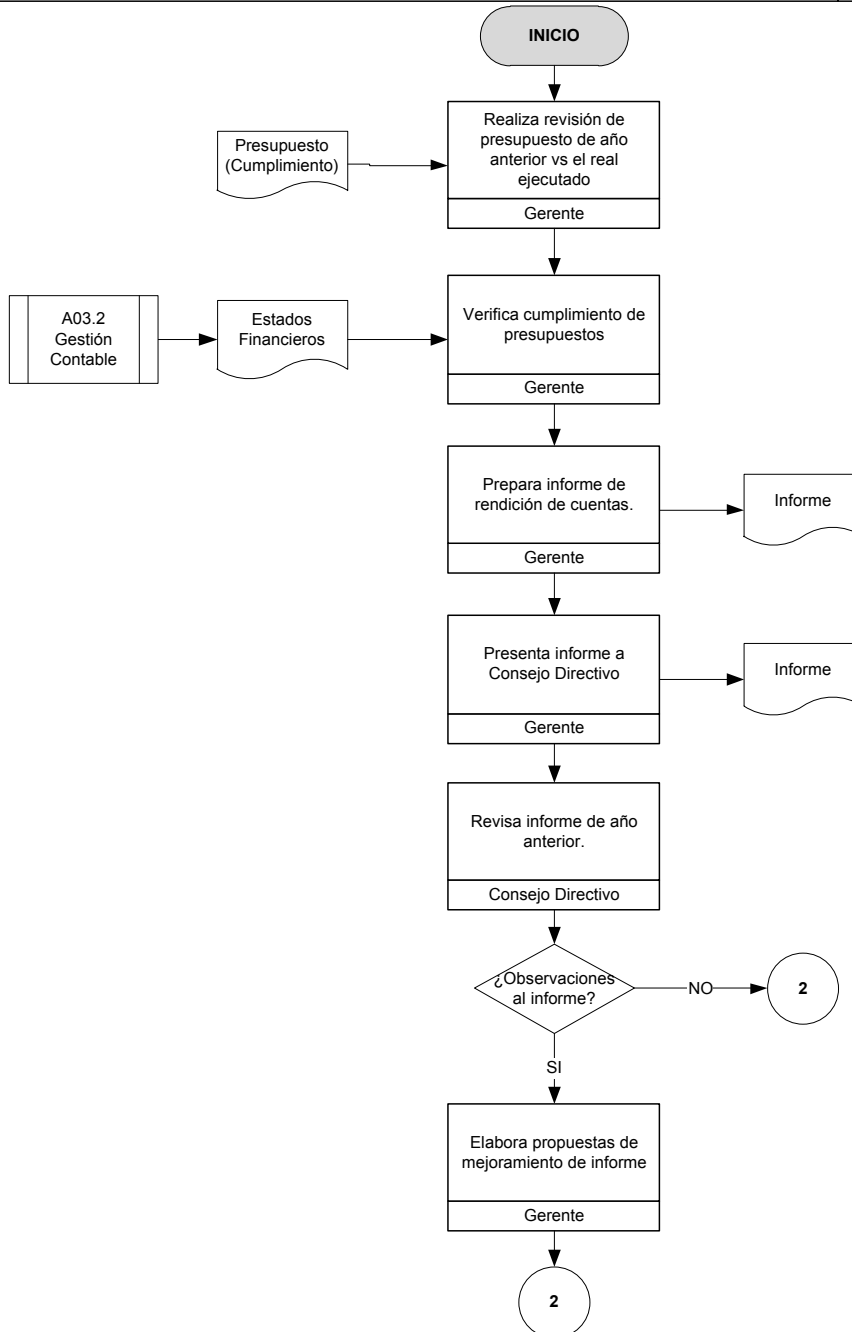 INICIO
Realiza revisión de
presupuesto de año
anterior vs el real
ejecutado
Gerente
Presupuesto
(Cumplimiento)
A03.2
Gestión
Contable
Estados
Financieros
Verifica cumplimiento de
presupuestos
Gerente
Prepara informe de
rendición de cuentas.
Gerente
Informe
Presenta informe a
Consejo Directivo
Gerente
Informe
Revisa informe de año
anterior.
Consejo Directivo
¿Observaciones
al informe?
NO
2
SI
Elabora propuestas de
mejoramiento de informe
Gerente
2